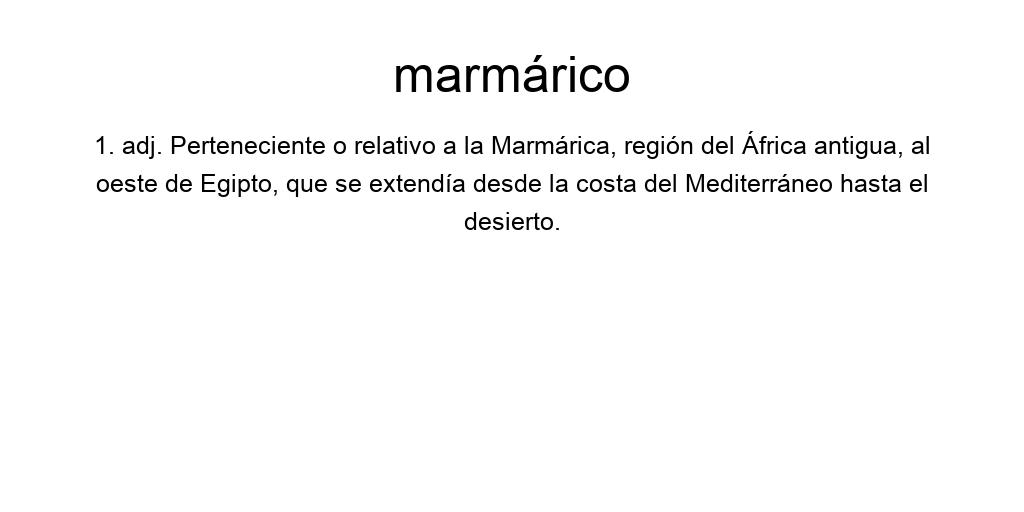 marmárico
1. adj. Perteneciente o relativo a la Marmárica, región del África antigua, al
oeste de Egipto, que se extendía desde la costa del Mediterráneo hasta el
desierto.